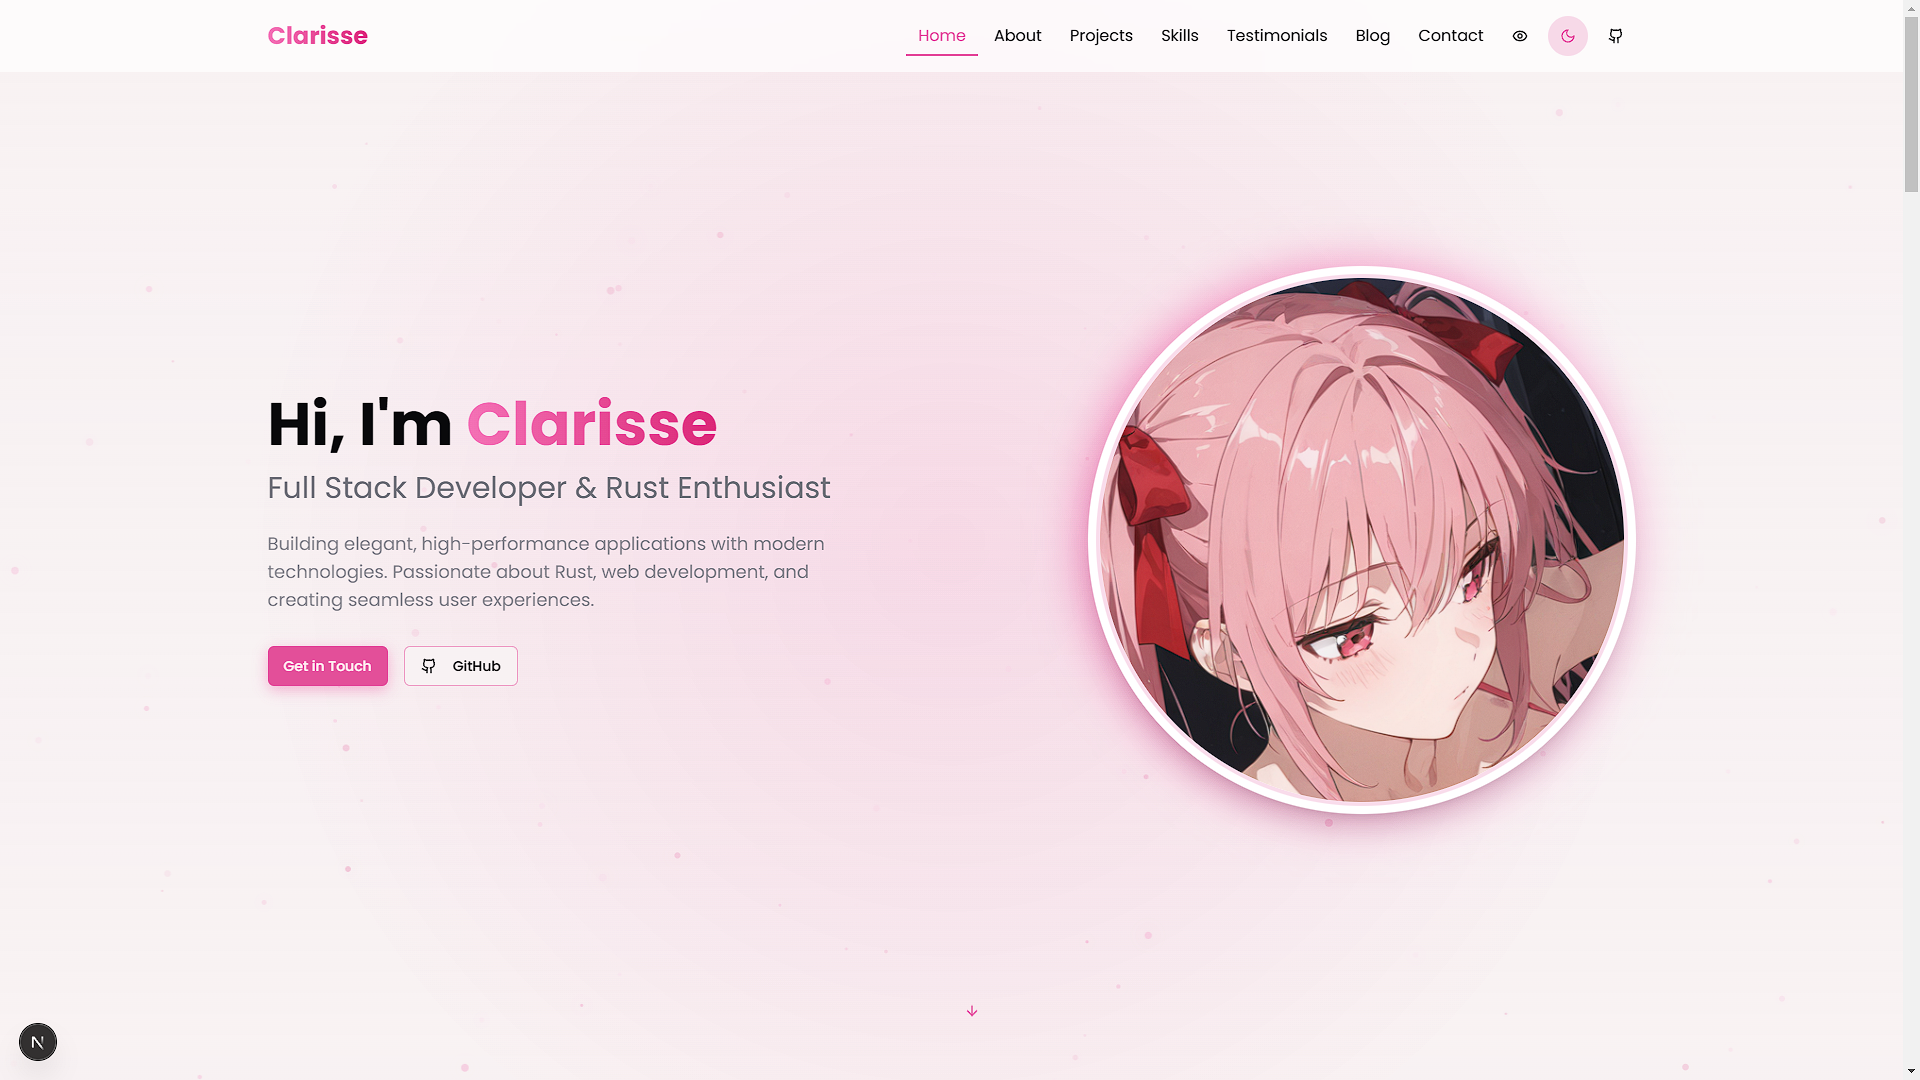 Clarisse
Home About Projects Skills Testimonials Blog Contact
Hi, I'm Clarisse
Full Stack Developer & Rust Enthusiast
Building elegant, high-performance applications with modern
technologies. Passionate about Rust, web development, and
creating seamless user experiences.
Get in Touch
GitHub
N